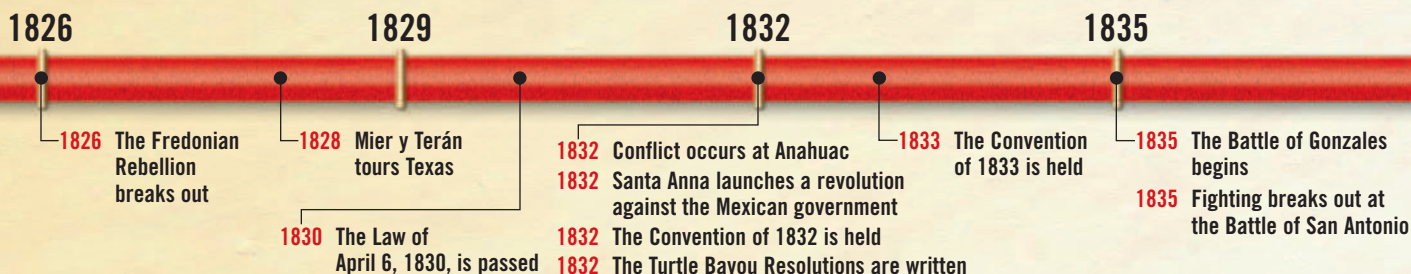 1826 1829 1832 1835
1826 The Fredonian
Rebellion
breaks out
1828 Mier y Terán
tours Texas
1830 The Law of
April 6, 1830, is passed
1832 Conflict occurs at Anahuac
1832 Santa Anna launches a revolution
against the Mexican government
1832 The Convention of 1832 is held
1832 The Turtle Bayou Resolutions are written
1833 The Convention
of 1833 is held
1835 The Battle of Gonzales
begins
1835 Fighting breaks out at
the Battle of San Antonio